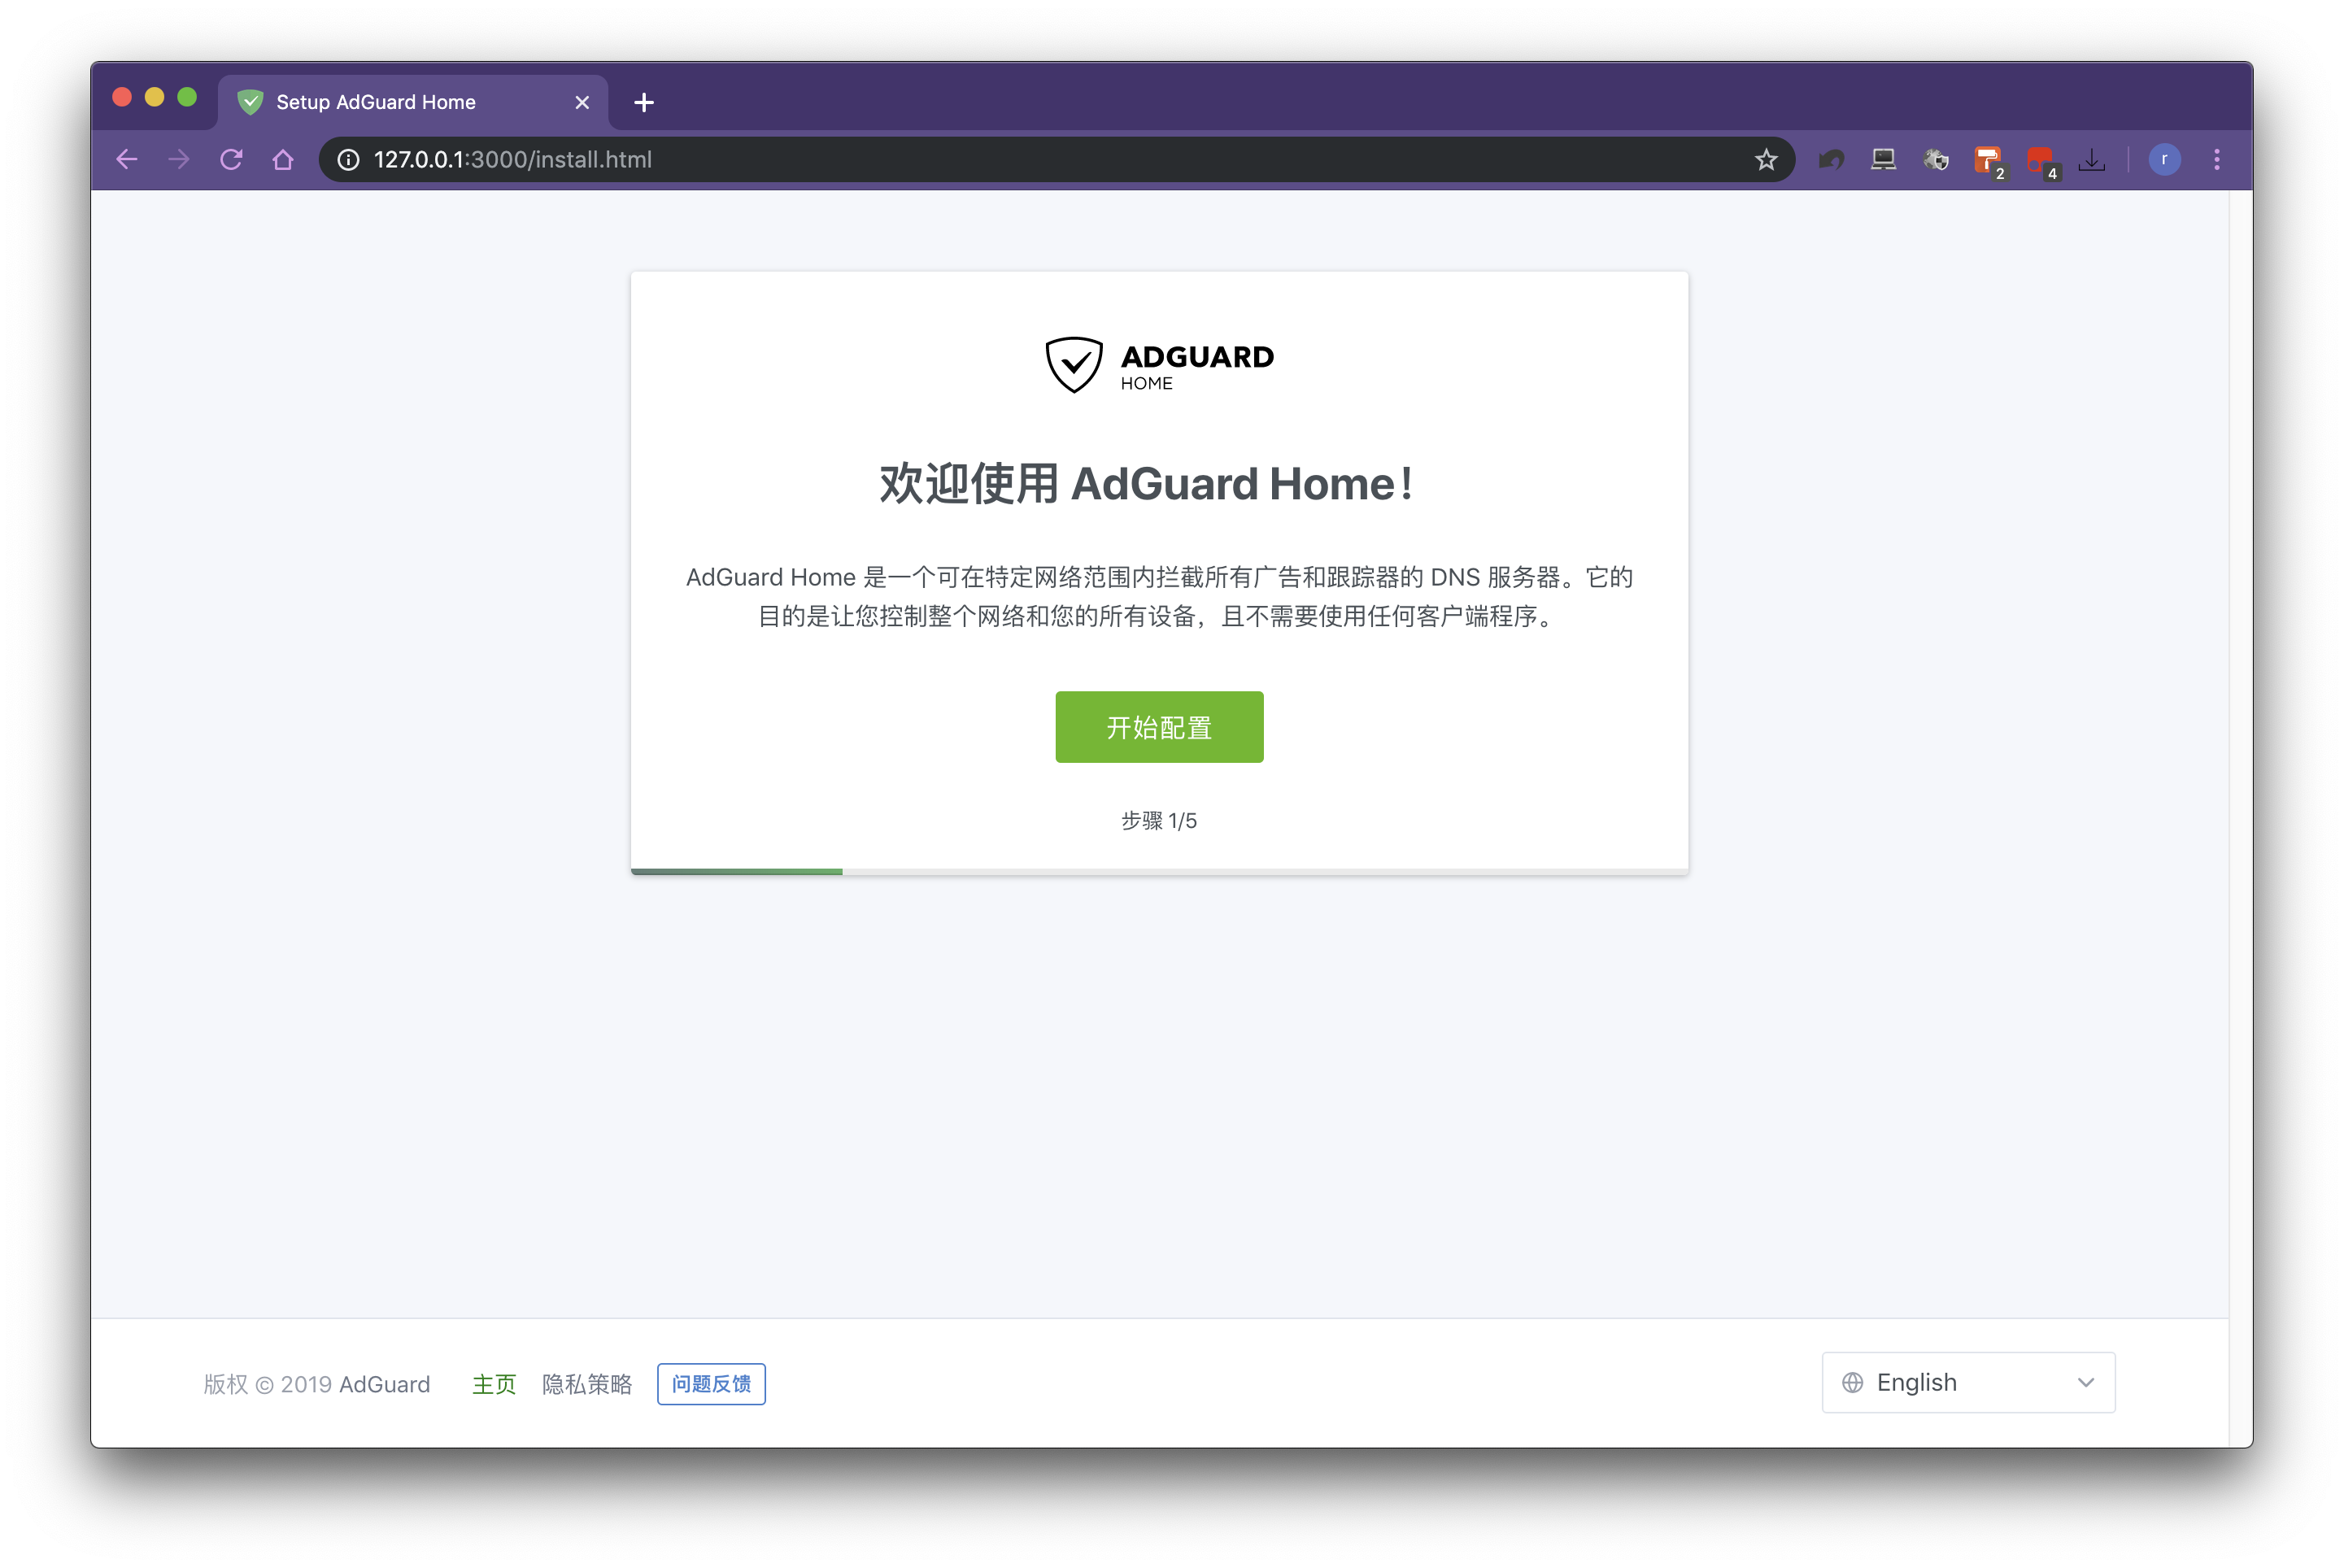 Setup AdGuard Home
127.0.0.1:3000/install.html
2
4
r
ADGUARD
HOME
欢迎使用 AdGuard Home！
AdGuard Home 是一个可在特定网络范围内拦截所有广告和跟踪器的 DNS 服务器。它的
目的是让您控制整个网络和您的所有设备，且不需要使用任何客户端程序。
开始配置
步骤 1/5
版权 © 2019 AdGuard 主页 隐私策略 问题反馈
English